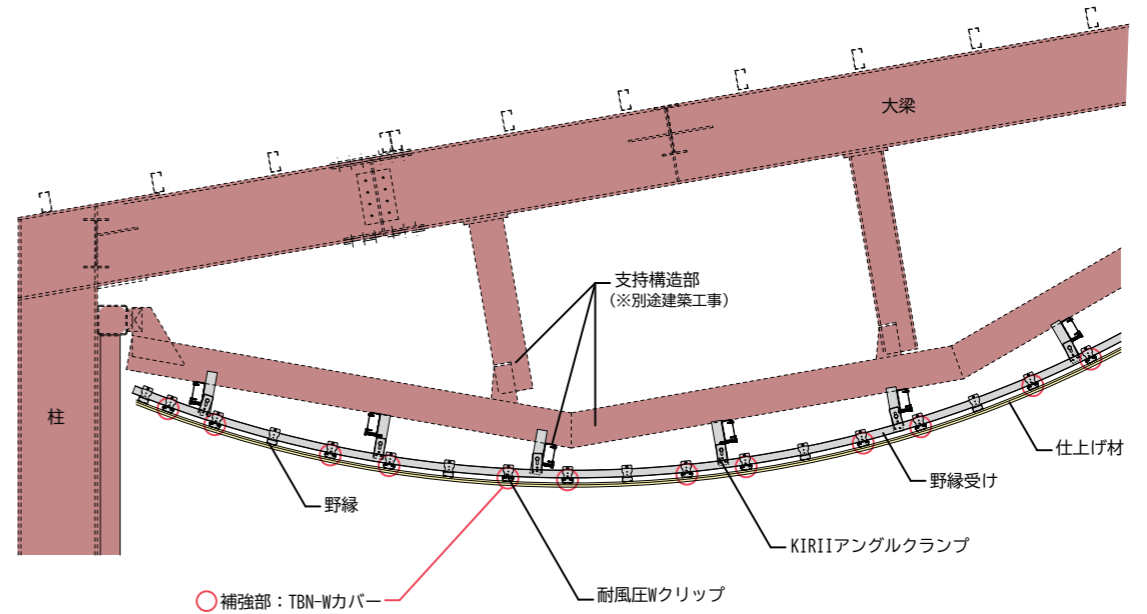 大梁
支持構造部
(※別途建築工事)
柱
仕上げ材
野縁受け
野縁
KIRIIアングルクランプ
耐風圧Wクリップ
補強部：TBN-Wカバー